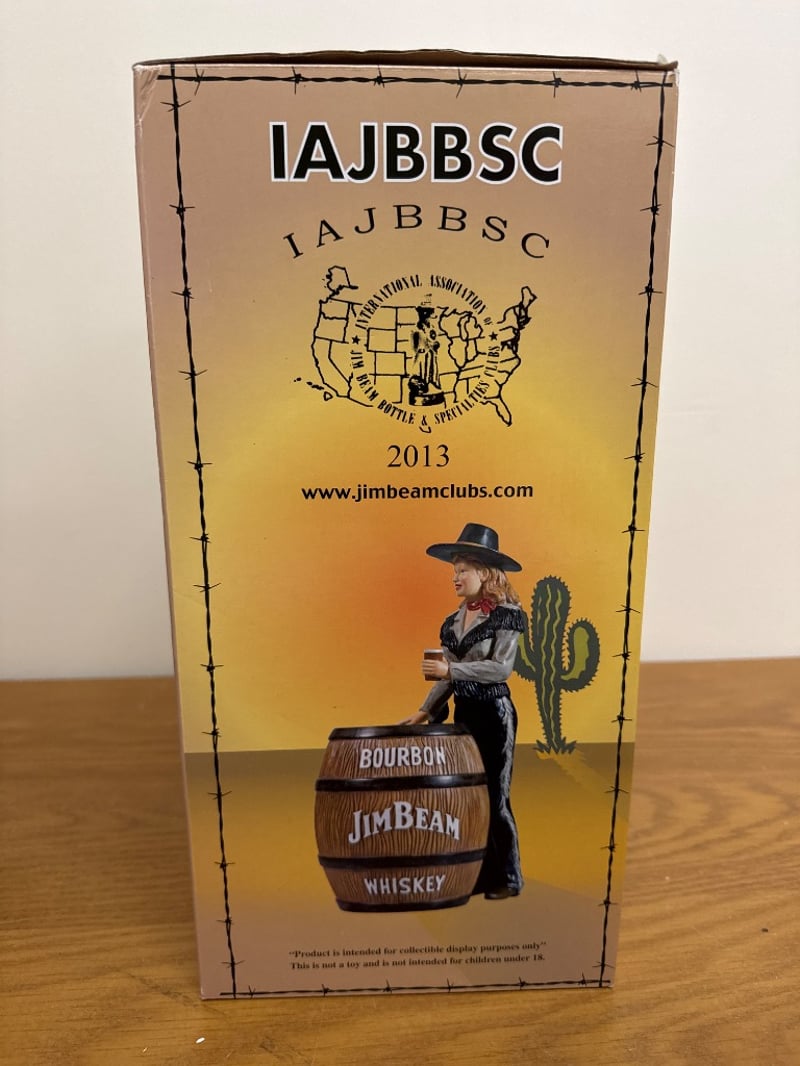 IAJBBSC
IAJBBSC
INTERNATIONAL ASSOCIATION OF
★ JIM BEAM BOTTLE & SPECIALTIES CLUBS ★
2013
www.jimbeamclubs.com
BOURBON
JIMBEAM
WHISKEY
"Product is intended for collectible display purposes only"
This is not a toy and is not intended for children under 18.